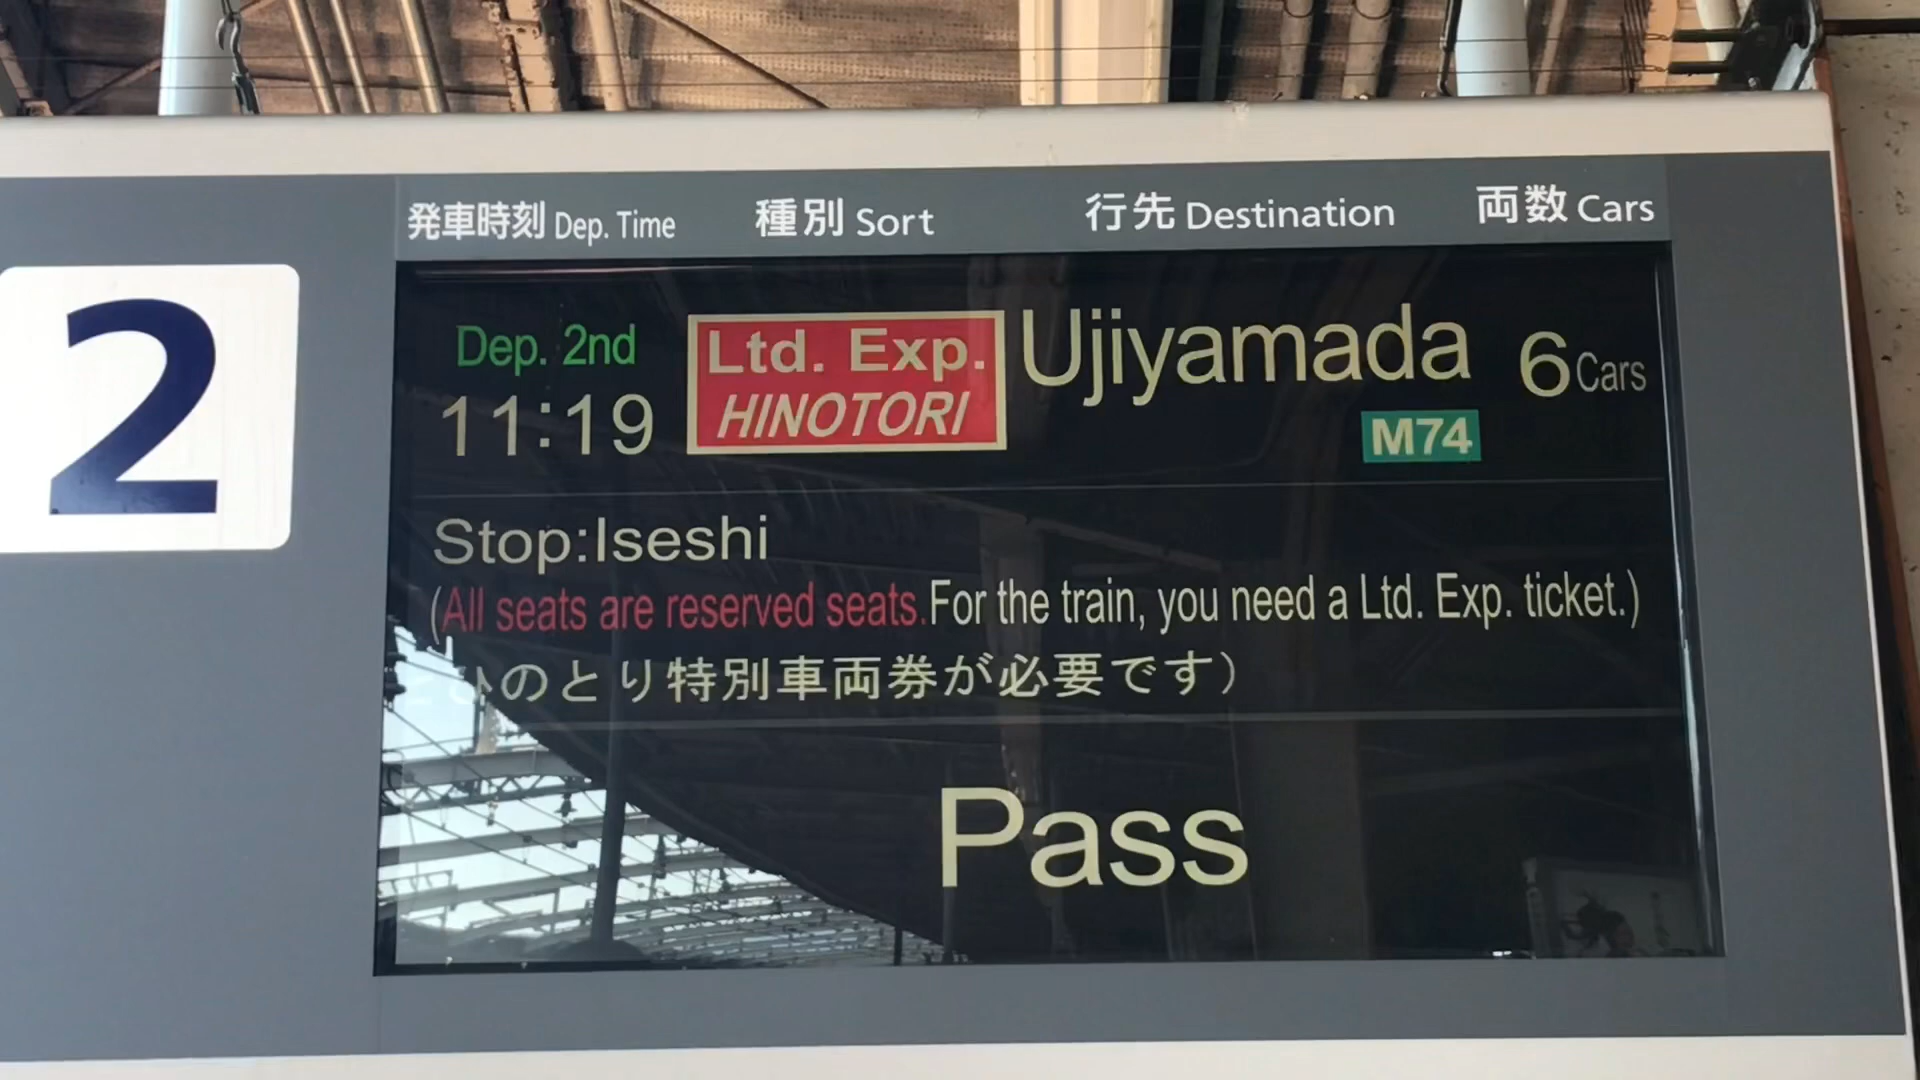 発車時刻 Dep. Time 種別 Sort 行先 Destination 両数 Cars
2
Dep. 2nd
11:19
Ltd. Exp.
HINOTORI
Ujiyamada
M74
6 Cars
Stop:Iseshi
(All seats are reserved seats.For the train, you need a Ltd. Exp. ticket.)
とひのとり特別車両券が必要です）
Pass